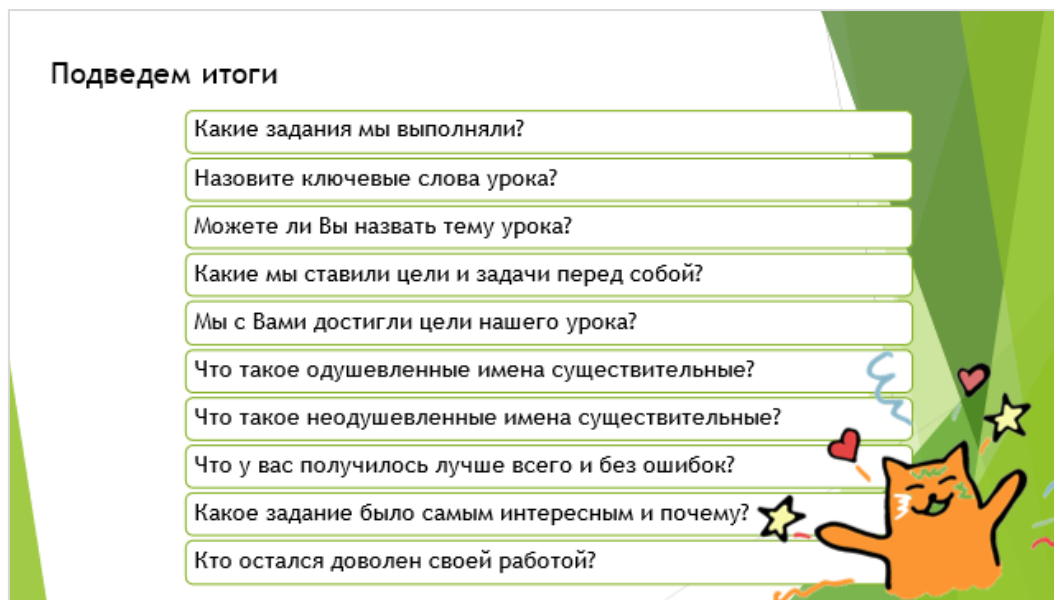 Подведем итоги
Какие задания мы выполняли?
Назовите ключевые слова урока?
Можете ли Вы назвать тему урока?
Какие мы ставили цели и задачи перед собой?
Мы с Вами достигли цели нашего урока?
Что такое одушевленные имена существительные?
Что такое неодушевленные имена существительные?
Что у вас получилось лучше всего и без ошибок?
Какое задание было самым интересным и почему?
Кто остался доволен своей работой?